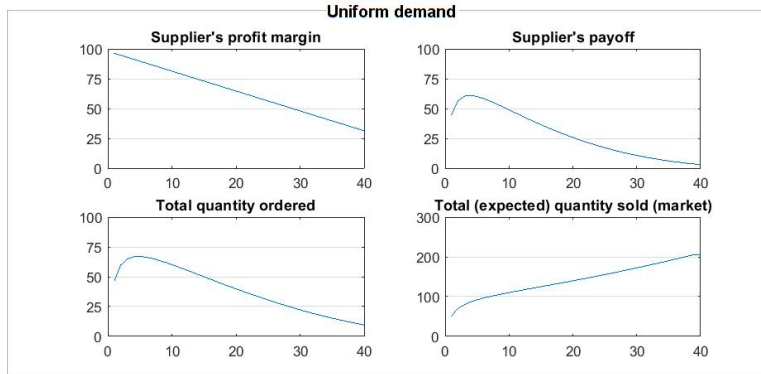 Uniform demand
Supplier's profit margin
100
75
50
25
0
0 10 20 30 40
Supplier's payoff
100
75
50
25
0
0 10 20 30 40
Total quantity ordered
100
75
50
25
0
0 10 20 30 40
Total (expected) quantity sold (market)
300
200
100
0
0 10 20 30 40